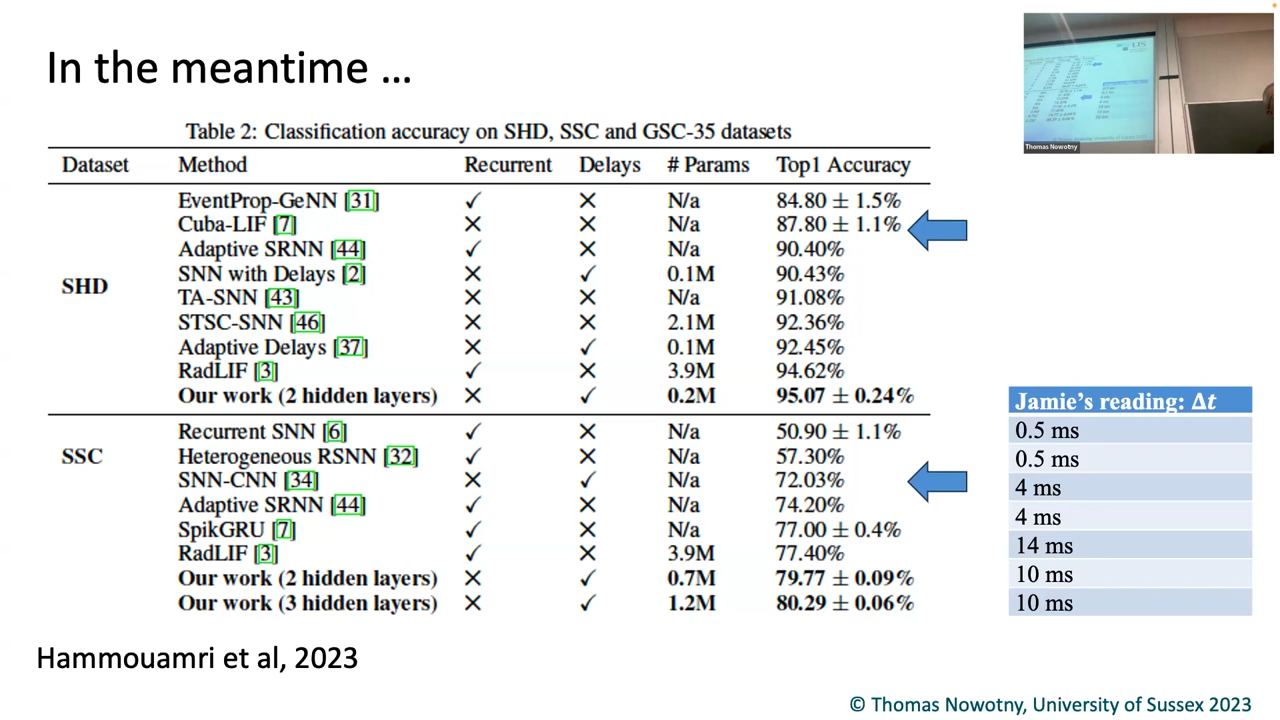 In the meantime ...
Thomas Nowotny
Table 2: Classification accuracy on SHD, SSC and GSC-35 datasets
Dataset Method Recurrent Delays # Params Top1 Accuracy
SHD
EventProp-GeNN [31] ✓ ✕ N/a 84.80 ± 1.5%
Cuba-LIF [7] ✕ ✕ N/a 87.80 ± 1.1%
Adaptive SRNN [44] ✓ ✕ N/a 90.40%
SNN with Delays [2] ✕ ✓ 0.1M 90.43%
TA-SNN [43] ✕ ✕ N/a 91.08%
STSC-SNN [46] ✕ ✕ 2.1M 92.36%
Adaptive Delays [37] ✕ ✓ 0.1M 92.45%
RadLIF [3] ✓ ✕ 3.9M 94.62%
Our work (2 hidden layers) ✕ ✓ 0.2M 95.07 ± 0.24%
SSC
Recurrent SNN [6] ✓ ✕ N/a 50.90 ± 1.1%
Heterogeneous RSNN [32] ✓ ✕ N/a 57.30%
SNN-CNN [34] ✕ ✓ N/a 72.03%
Adaptive SRNN [44] ✓ ✕ N/a 74.20%
SpikGRU [7] ✓ ✕ N/a 77.00 ± 0.4%
RadLIF [3] ✓ ✕ 3.9M 77.40%
Our work (2 hidden layers) ✕ ✓ 0.7M 79.77 ± 0.09%
Our work (3 hidden layers) ✕ ✓ 1.2M 80.29 ± 0.06%
Jamie's reading: Δt
0.5 ms
0.5 ms
4 ms
4 ms
14 ms
10 ms
10 ms
Hammouamri et al, 2023
© Thomas Nowotny, University of Sussex 2023